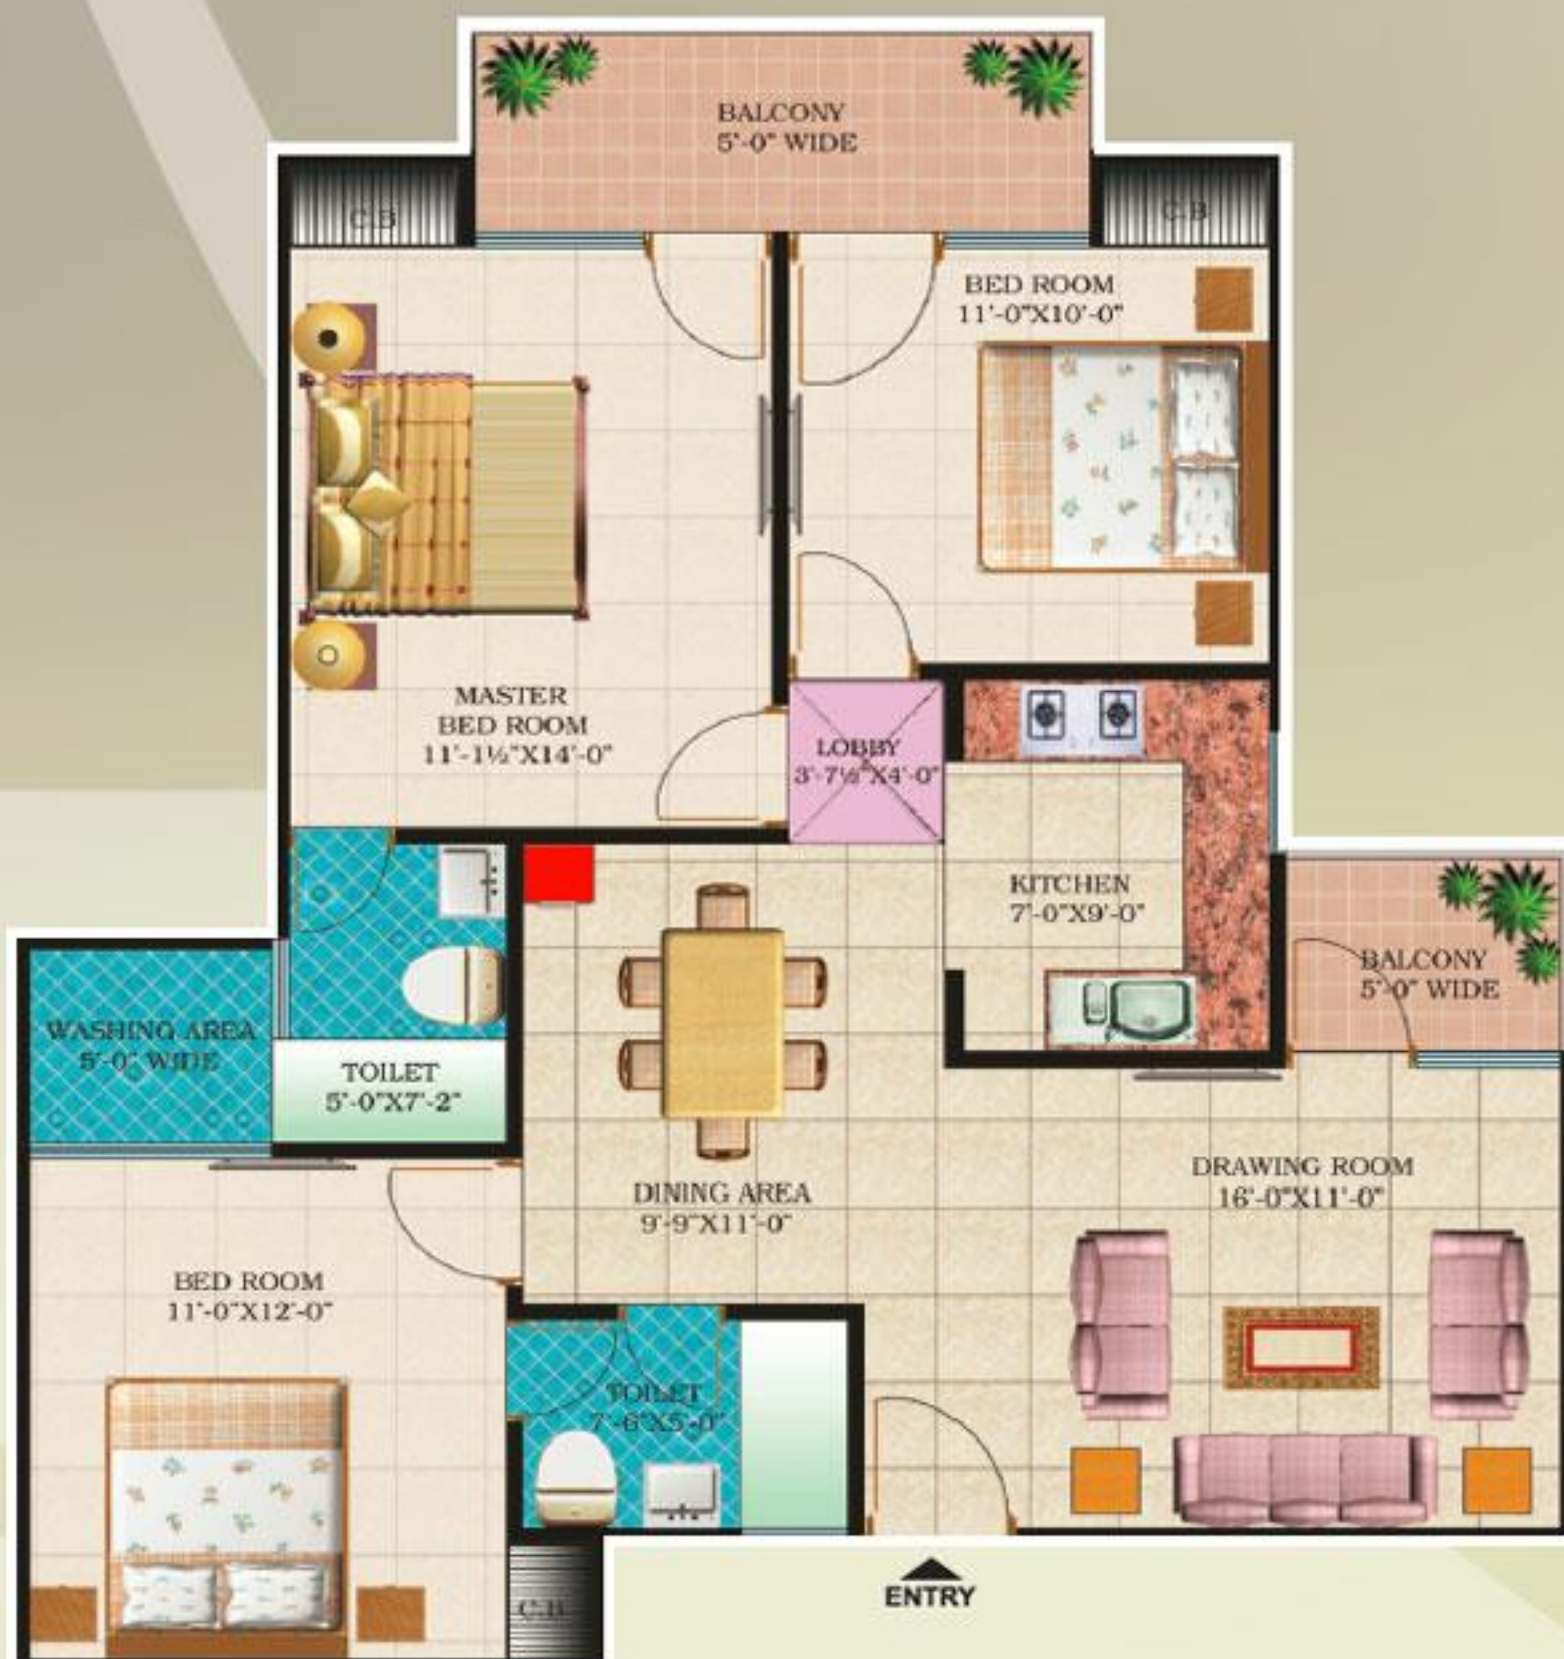 BALCONY
5'-0" WIDE
C.B
C.B
BED ROOM
11'-0"X10'-0"
MASTER
BED ROOM
11'-1½"X14'-0"
LOBBY
3'-7½"X4'-0"
KITCHEN
7'-0"X9'-0"
BALCONY
5'-0" WIDE
WASHING AREA
5'-0" WIDE
TOILET
5'-0"X7'-2"
DRAWING ROOM
16'-0"X11'-0"
DINING AREA
9'-9"X11'-0"
BED ROOM
11'-0"X12'-0"
TOILET
7'-6"X5'-0"
ENTRY
C.B